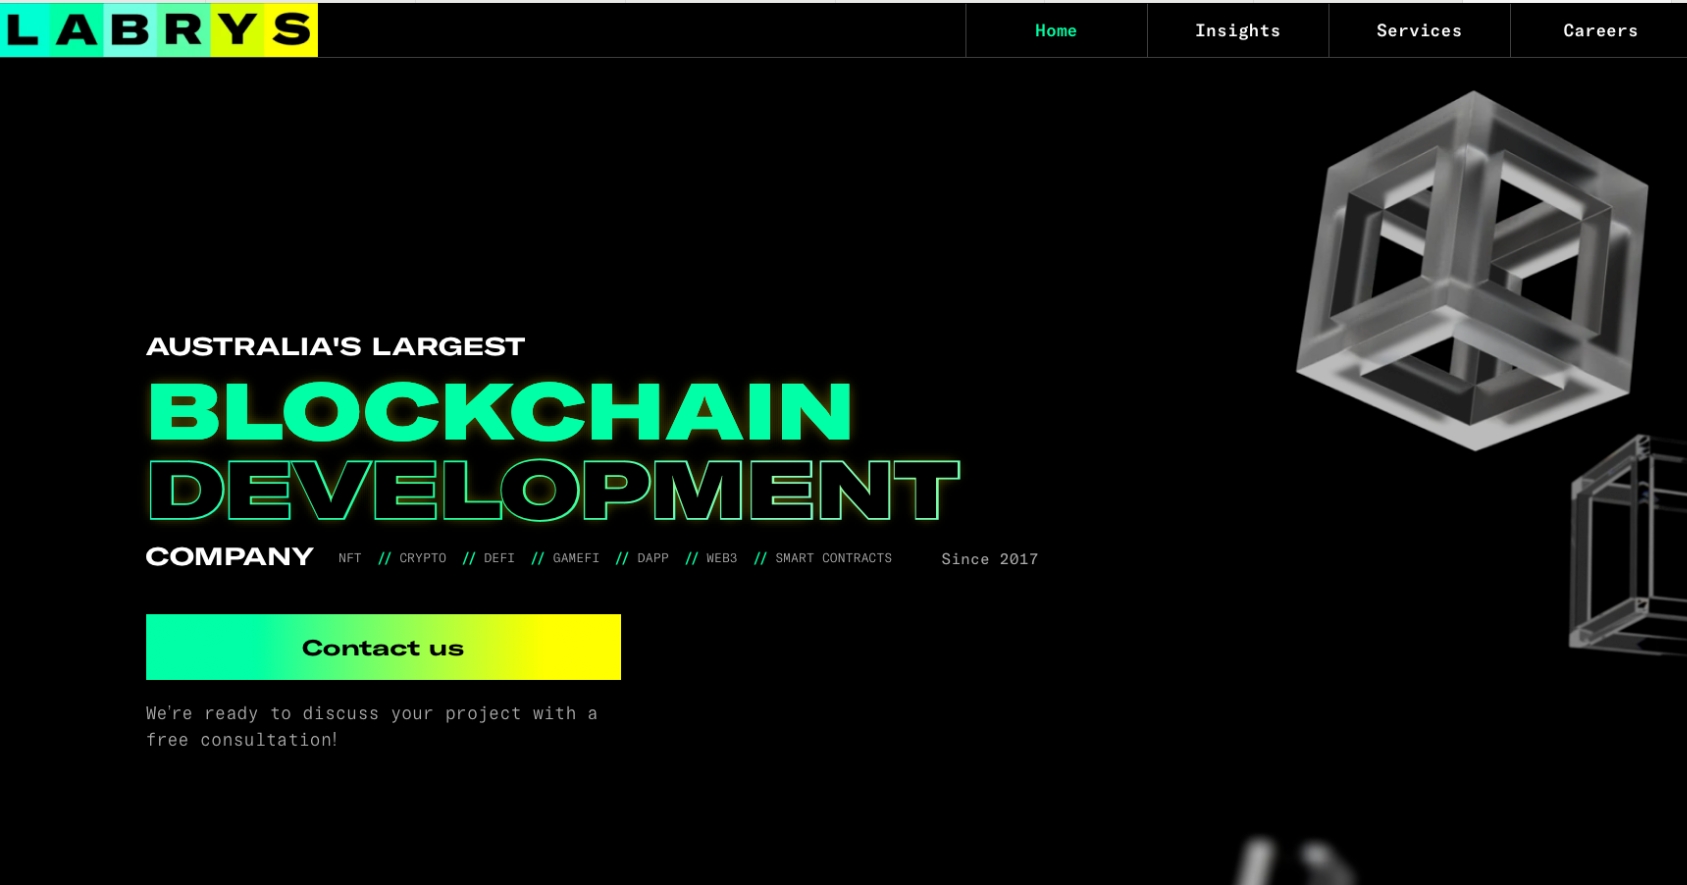 LABRYS
Home Insights Services Careers
AUSTRALIA'S LARGEST
BLOCKCHAIN
DEVELOPMENT
COMPANY NFT // CRYPTO // DEFI // GAMEFI // DAPP // WEB3 // SMART CONTRACTS Since 2017
Contact us
We're ready to discuss your project with a
free consultation!